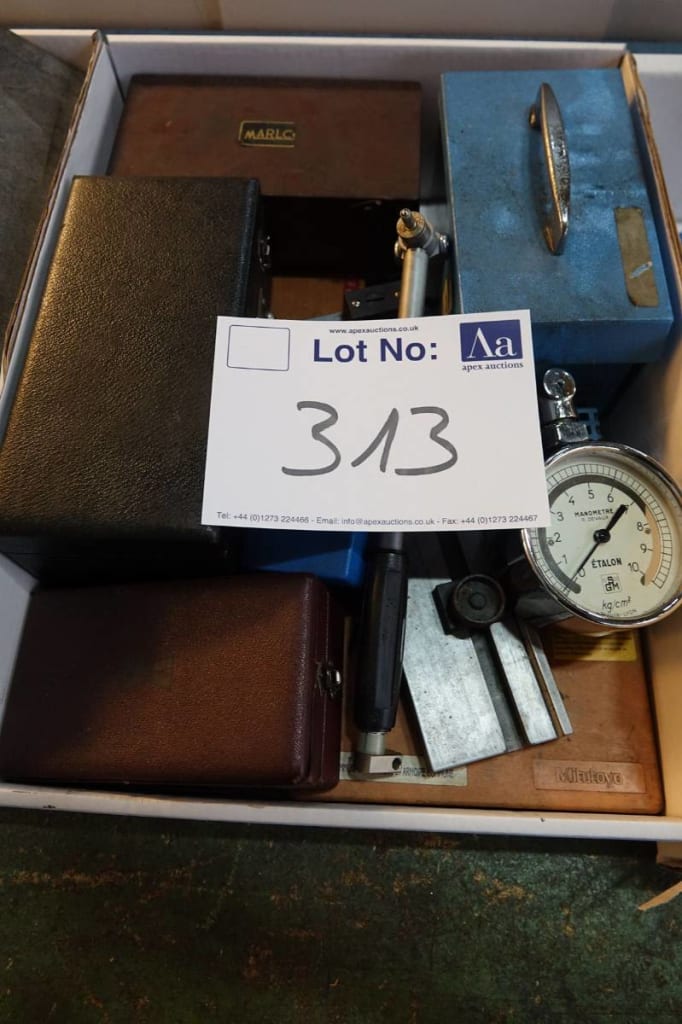 MARLCO
www.apexauctions.co.uk
Lot No:
Aa
apex auctions
313
Tel: +44 (0)1273 224466 - Email: info@apexauctions.co.uk - Fax: +44 (0)1273 224467
0 1 2 3 4 5 6 7 8 9 10
MANOMETRE
ÉTALON
kg/cm²
Mitutoyo